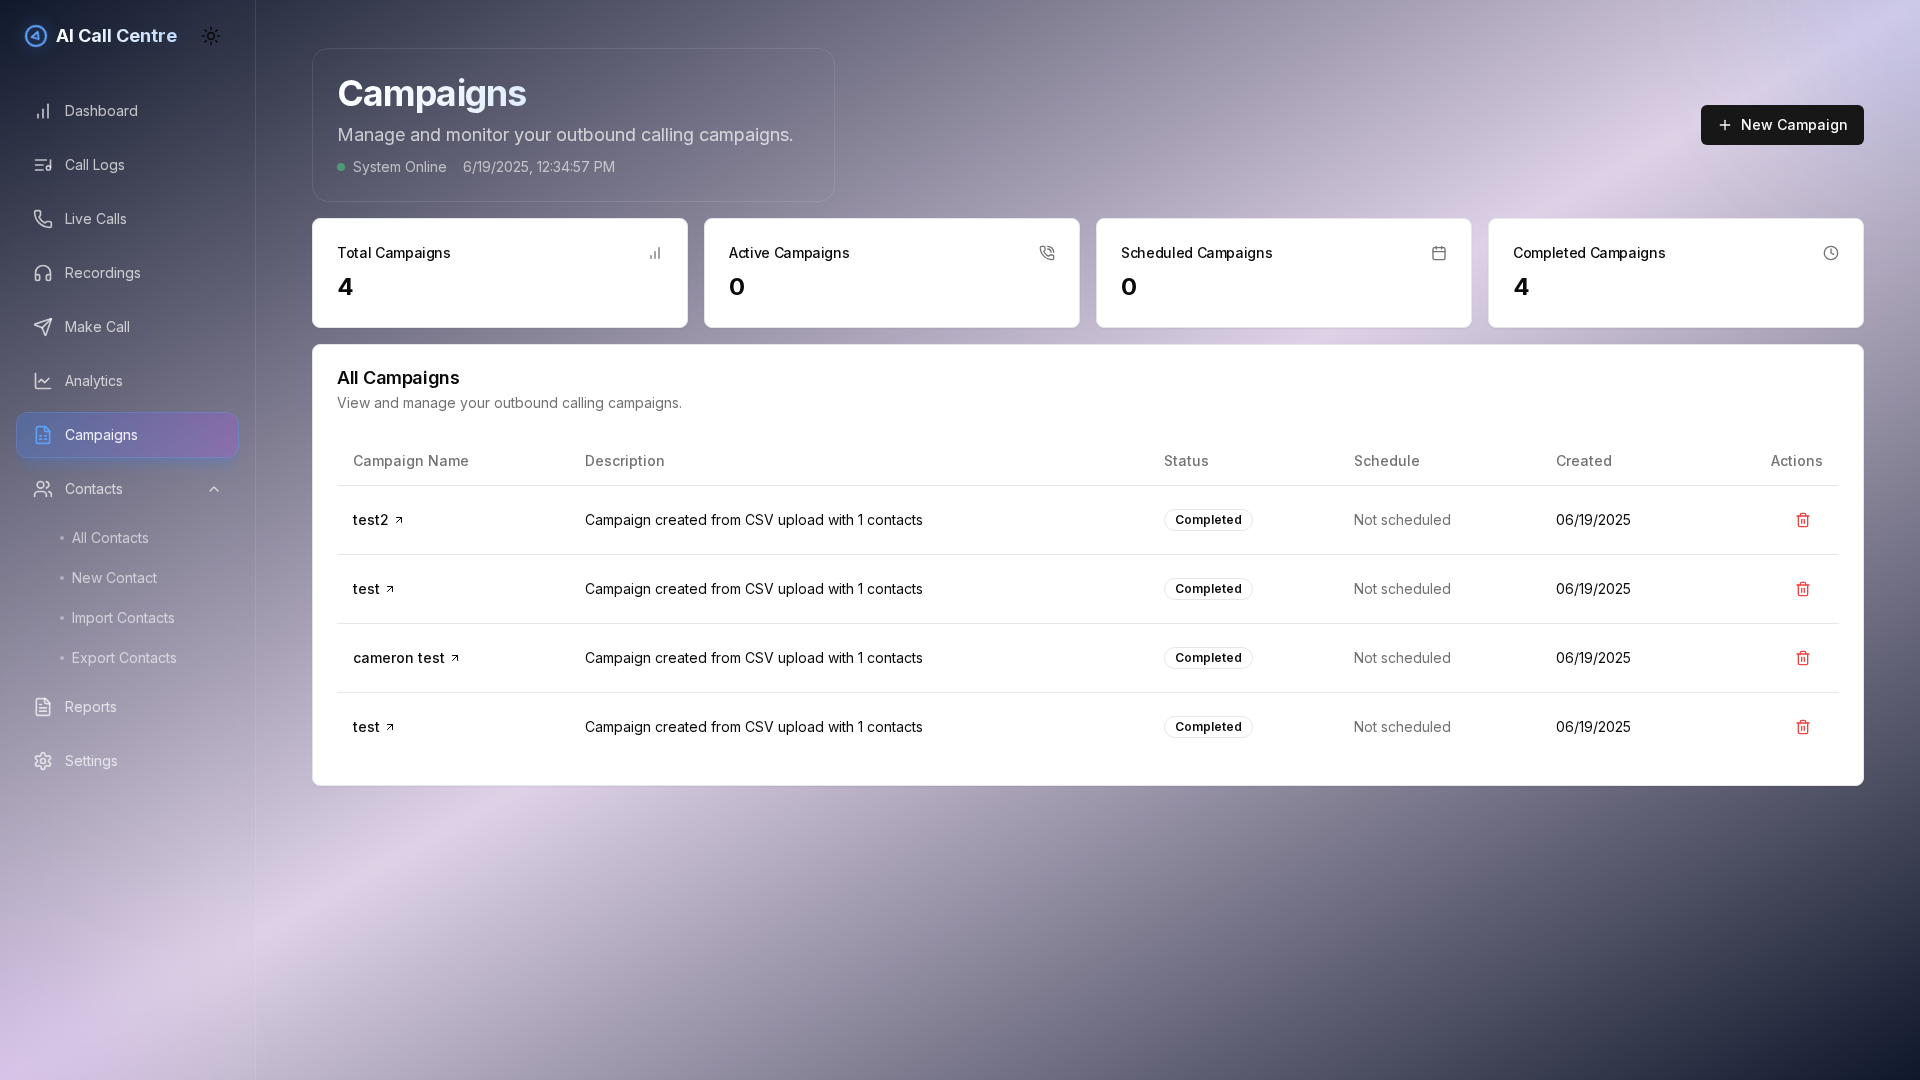 AI Call Centre
Dashboard
Call Logs
Live Calls
Recordings
Make Call
Analytics
Campaigns
Contacts
All Contacts
New Contact
Import Contacts
Export Contacts
Reports
Settings
Campaigns
Manage and monitor your outbound calling campaigns.
System Online 6/19/2025, 12:34:57 PM
New Campaign
Total Campaigns
4
Active Campaigns
0
Scheduled Campaigns
0
Completed Campaigns
4
All Campaigns
View and manage your outbound calling campaigns.
Campaign Name Description Status Schedule Created Actions
test2 Campaign created from CSV upload with 1 contacts Completed Not scheduled 06/19/2025
test Campaign created from CSV upload with 1 contacts Completed Not scheduled 06/19/2025
cameron test Campaign created from CSV upload with 1 contacts Completed Not scheduled 06/19/2025
test Campaign created from CSV upload with 1 contacts Completed Not scheduled 06/19/2025